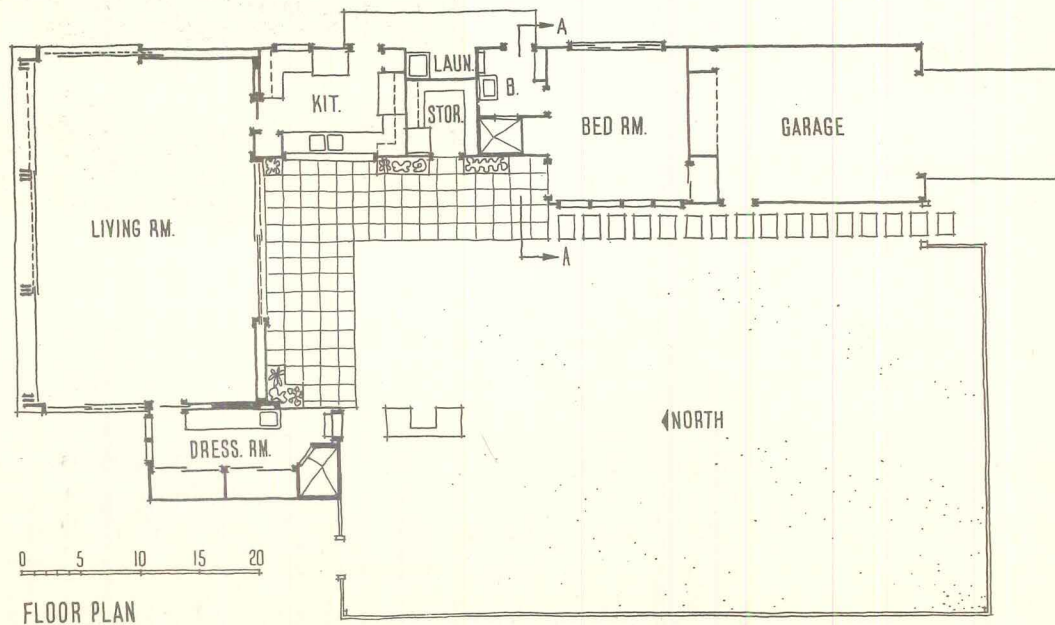 A
LAUN.
KIT.
B.
STOR.
BED RM.
GARAGE
LIVING RM.
A
NORTH
DRESS. RM.
0 5 10 15 20
FLOOR PLAN